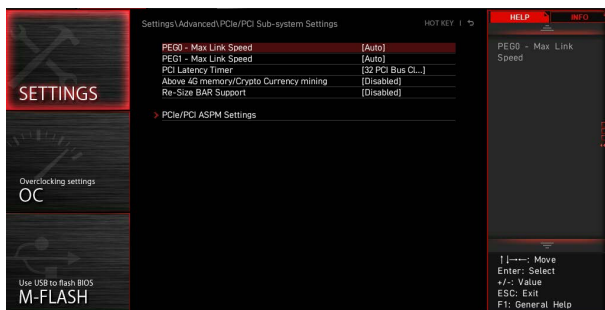 Settings\Advanced\PCIe/PCI Sub-system Settings
HOT KEY
HELP
INFO
PEG0 - Max Link Speed [Auto]
PEG1 - Max Link Speed [Auto]
PCI Latency Timer [32 PCI Bus Cl...]
Above 4G memory/Crypto Currency mining [Disabled]
Re-Size BAR Support [Disabled]
PCIe/PCI ASPM Settings
SETTINGS
Overclocking settings
OC
Use USB to flash BIOS
M-FLASH
PEG0 - Max Link
Speed
↑↓→←: Move
Enter: Select
+/-: Value
ESC: Exit
F1: General Help